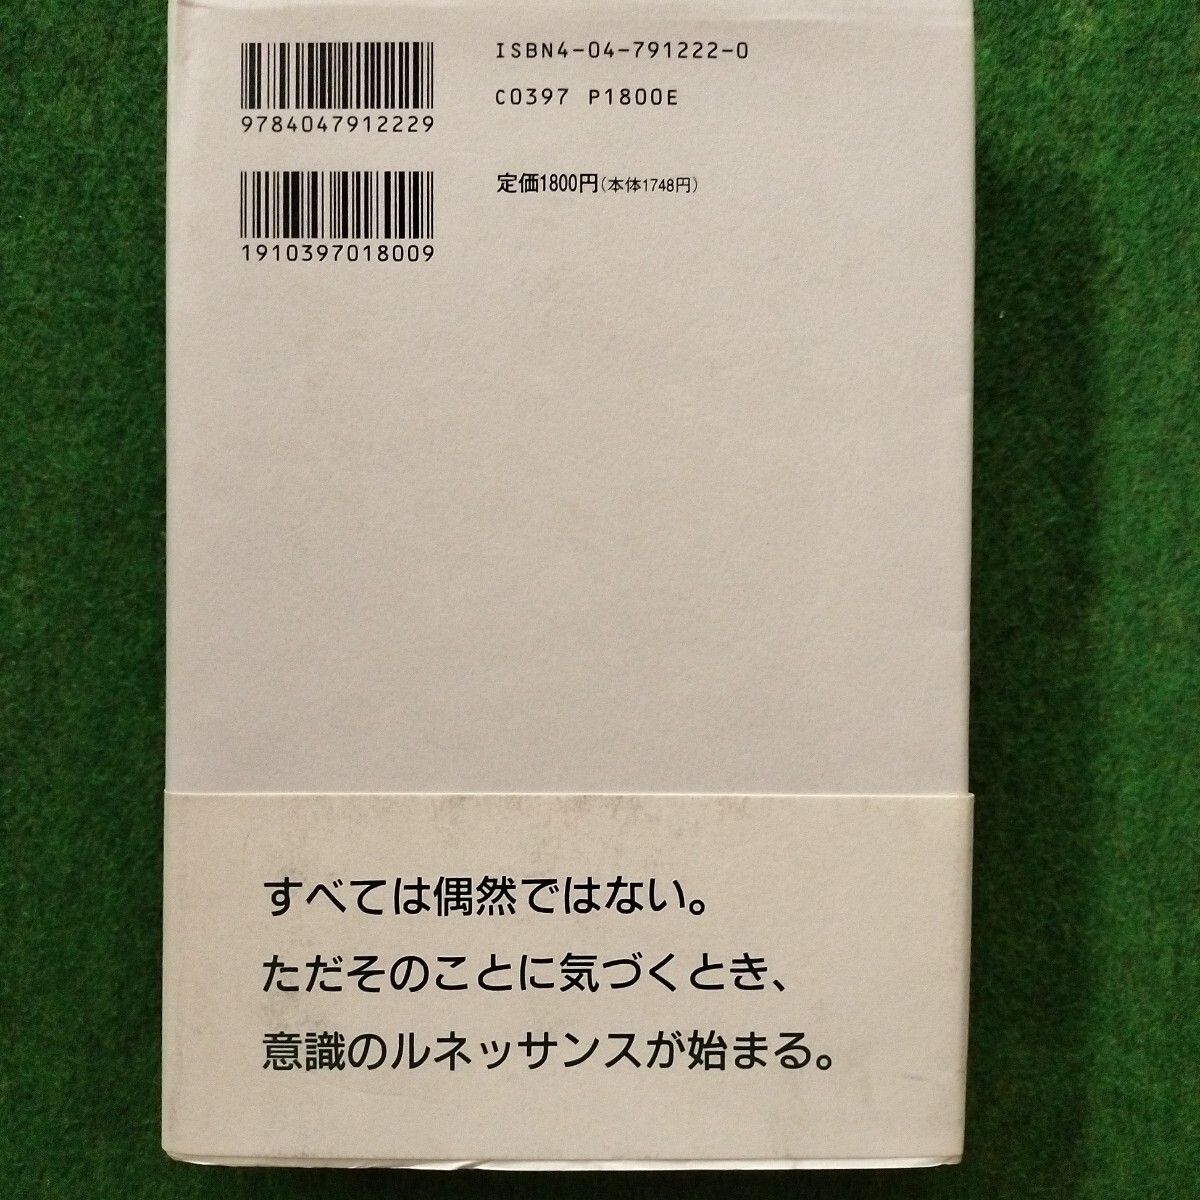 ISBN4-04-791222-0
C0397 P1800E
9784047912229
定価1800円(本体1748円)
1910397018009
すべては偶然ではない。
ただそのことに気づくとき、
意識のルネッサンスが始まる。